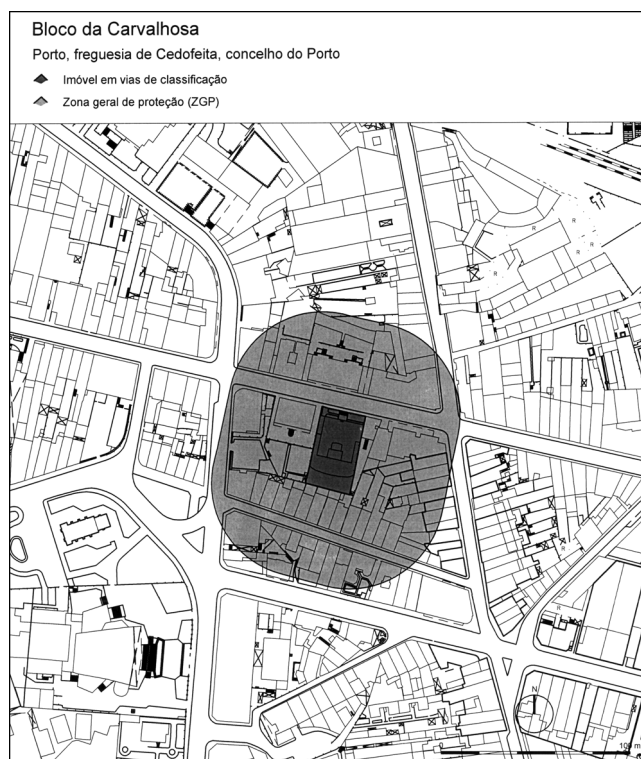 Bloco da Carvalhosa
Porto, freguesia de Cedofeita, concelho do Porto
Imóvel em vias de classificação
Zona geral de proteção (ZGP)
R
R
R
R
R
R
R
R
N
100 m